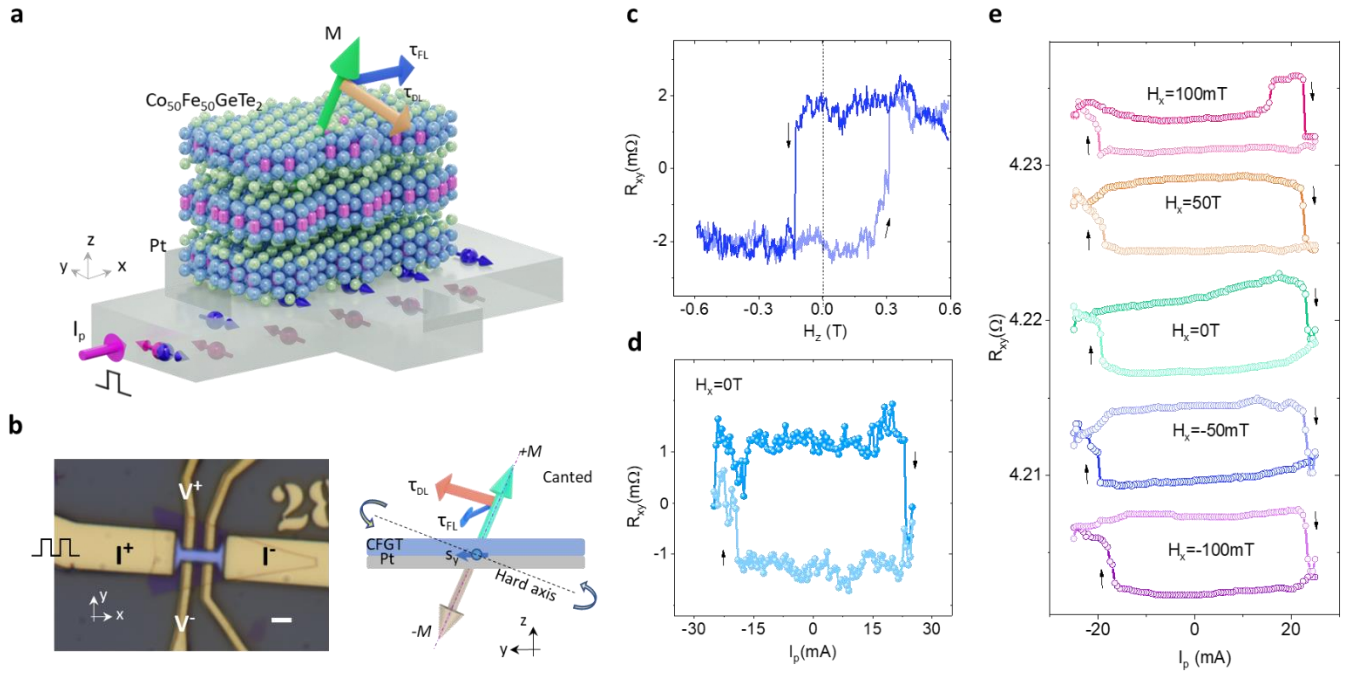 a
M
τFL
τDL
Co50Fe50GeTe2
Pt
z
y
x
Ip
b
V+
28
I+
I-
y
x
V-
+M
Canted
τDL
τFL
CFGT
Pt
sy
Hard axis
-M
z
y
c
Rxy(mΩ)
2
0
-2
-0.6
-0.3
0.0
0.3
0.6
Hz (T)
d
Hx=0T
Rxy(mΩ)
1
0
-1
-30
-15
0
15
30
Ip(mA)
e
Hx=100mT
4.23
Hx=50T
Rxy(Ω)
4.22
Hx=0T
Hx=-50mT
4.21
Hx=-100mT
-20
0
20
Ip (mA)